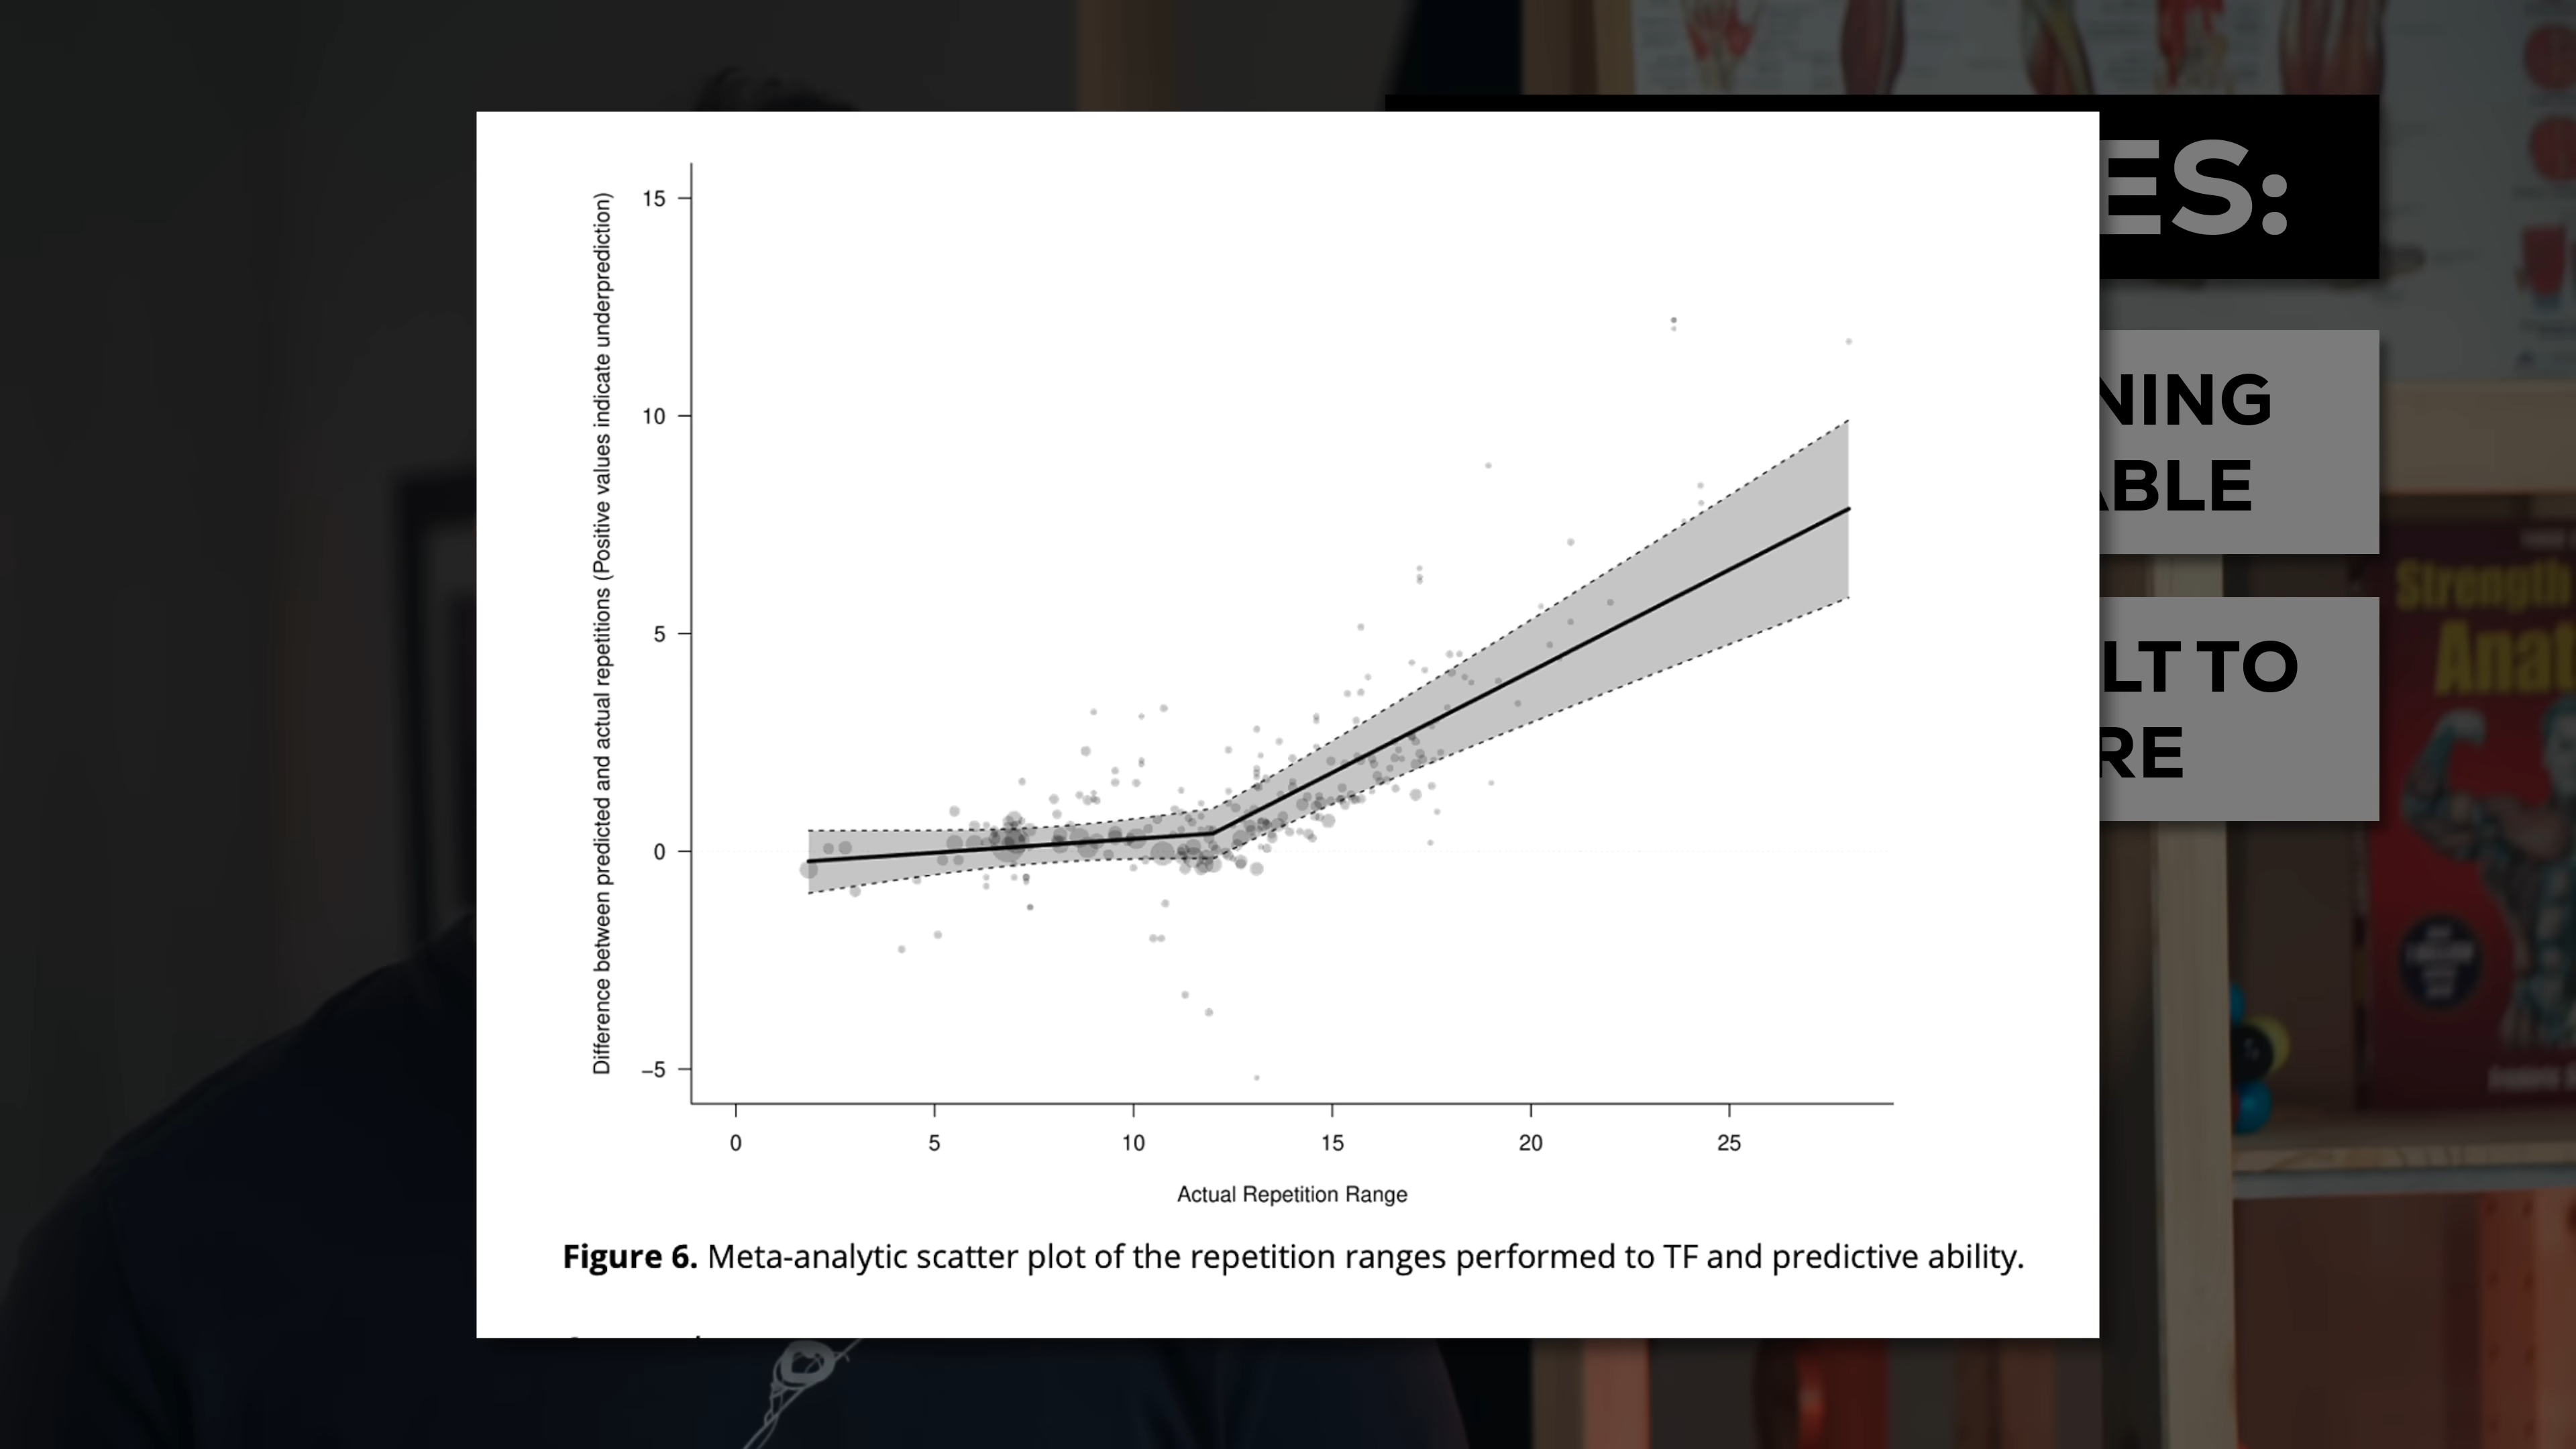 ES:
NING
ABLE
LT TO
RE
Strength
Anat
Difference between predicted and actual repetitions (Positive values indicate underprediction)
15
10
5
0
−5
0
5
10
15
20
25
Actual Repetition Range
Figure 6. Meta-analytic scatter plot of the repetition ranges performed to TF and predictive ability.